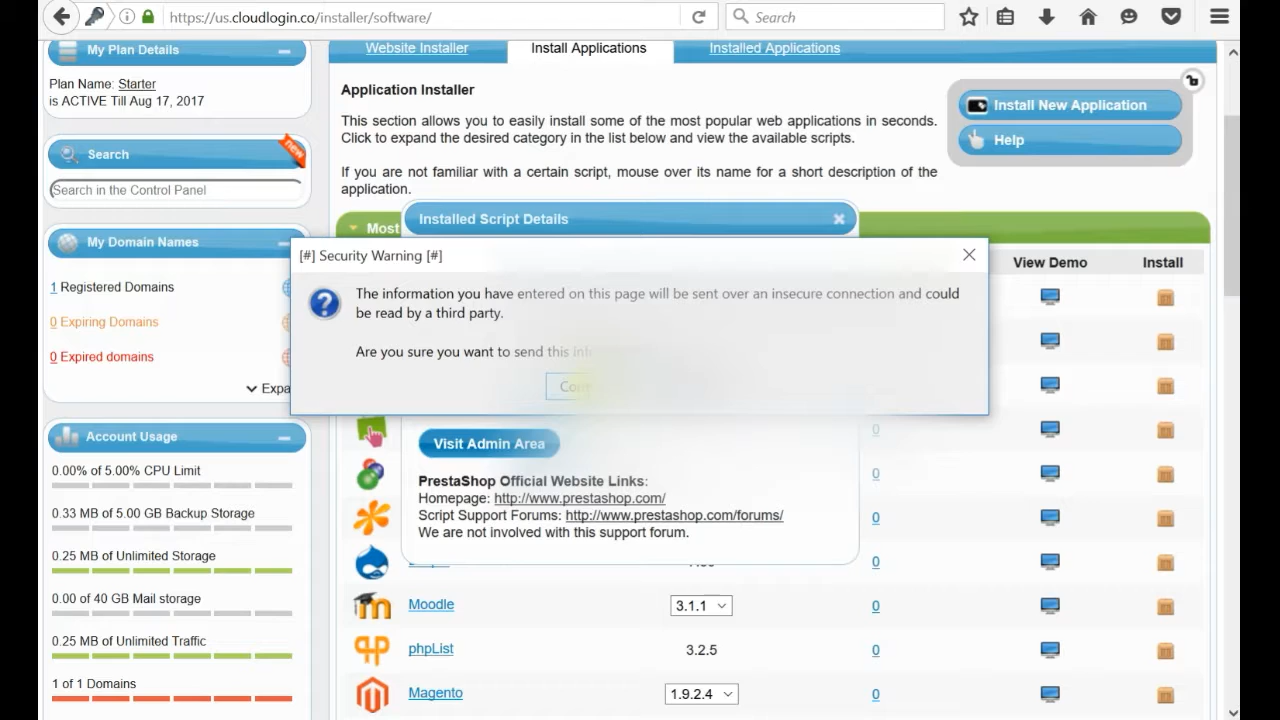 https://us.cloudlogin.co/installer/software/
Search
My Plan Details
Plan Name: Starter
is ACTIVE Till Aug 17, 2017
Search
new
Search in the Control Panel
My Domain Names
1 Registered Domains
0 Expiring Domains
0 Expired domains
Account Usage
0.00% of 5.00% CPU Limit
0.33 MB of 5.00 GB Backup Storage
0.25 MB of Unlimited Storage
0.00 of 40 GB Mail storage
0.25 MB of Unlimited Traffic
1 of 1 Domains
Website Installer
Install Applications
Installed Applications
Application Installer
This section allows you to easily install some of the most popular web applications in seconds.
Click to expand the desired category in the list below and view the available scripts.
If you are not familiar with a certain script, mouse over its name for a short description of the
application.
Install New Application
Help
Most
View Demo
Install
Installed Script Details
[#] Security Warning [#]
The information you have entered on this page will be sent over an insecure connection and could
be read by a third party.
Are you sure you want to send this
Visit Admin Area
PrestaShop Official Website Links:
Homepage: http://www.prestashop.com/
Script Support Forums: http://www.prestashop.com/forums/
We are not involved with this support forum.
0
0
0
0
Moodle
3.1.1
0
phpList
3.2.5
0
Magento
1.9.2.4
0